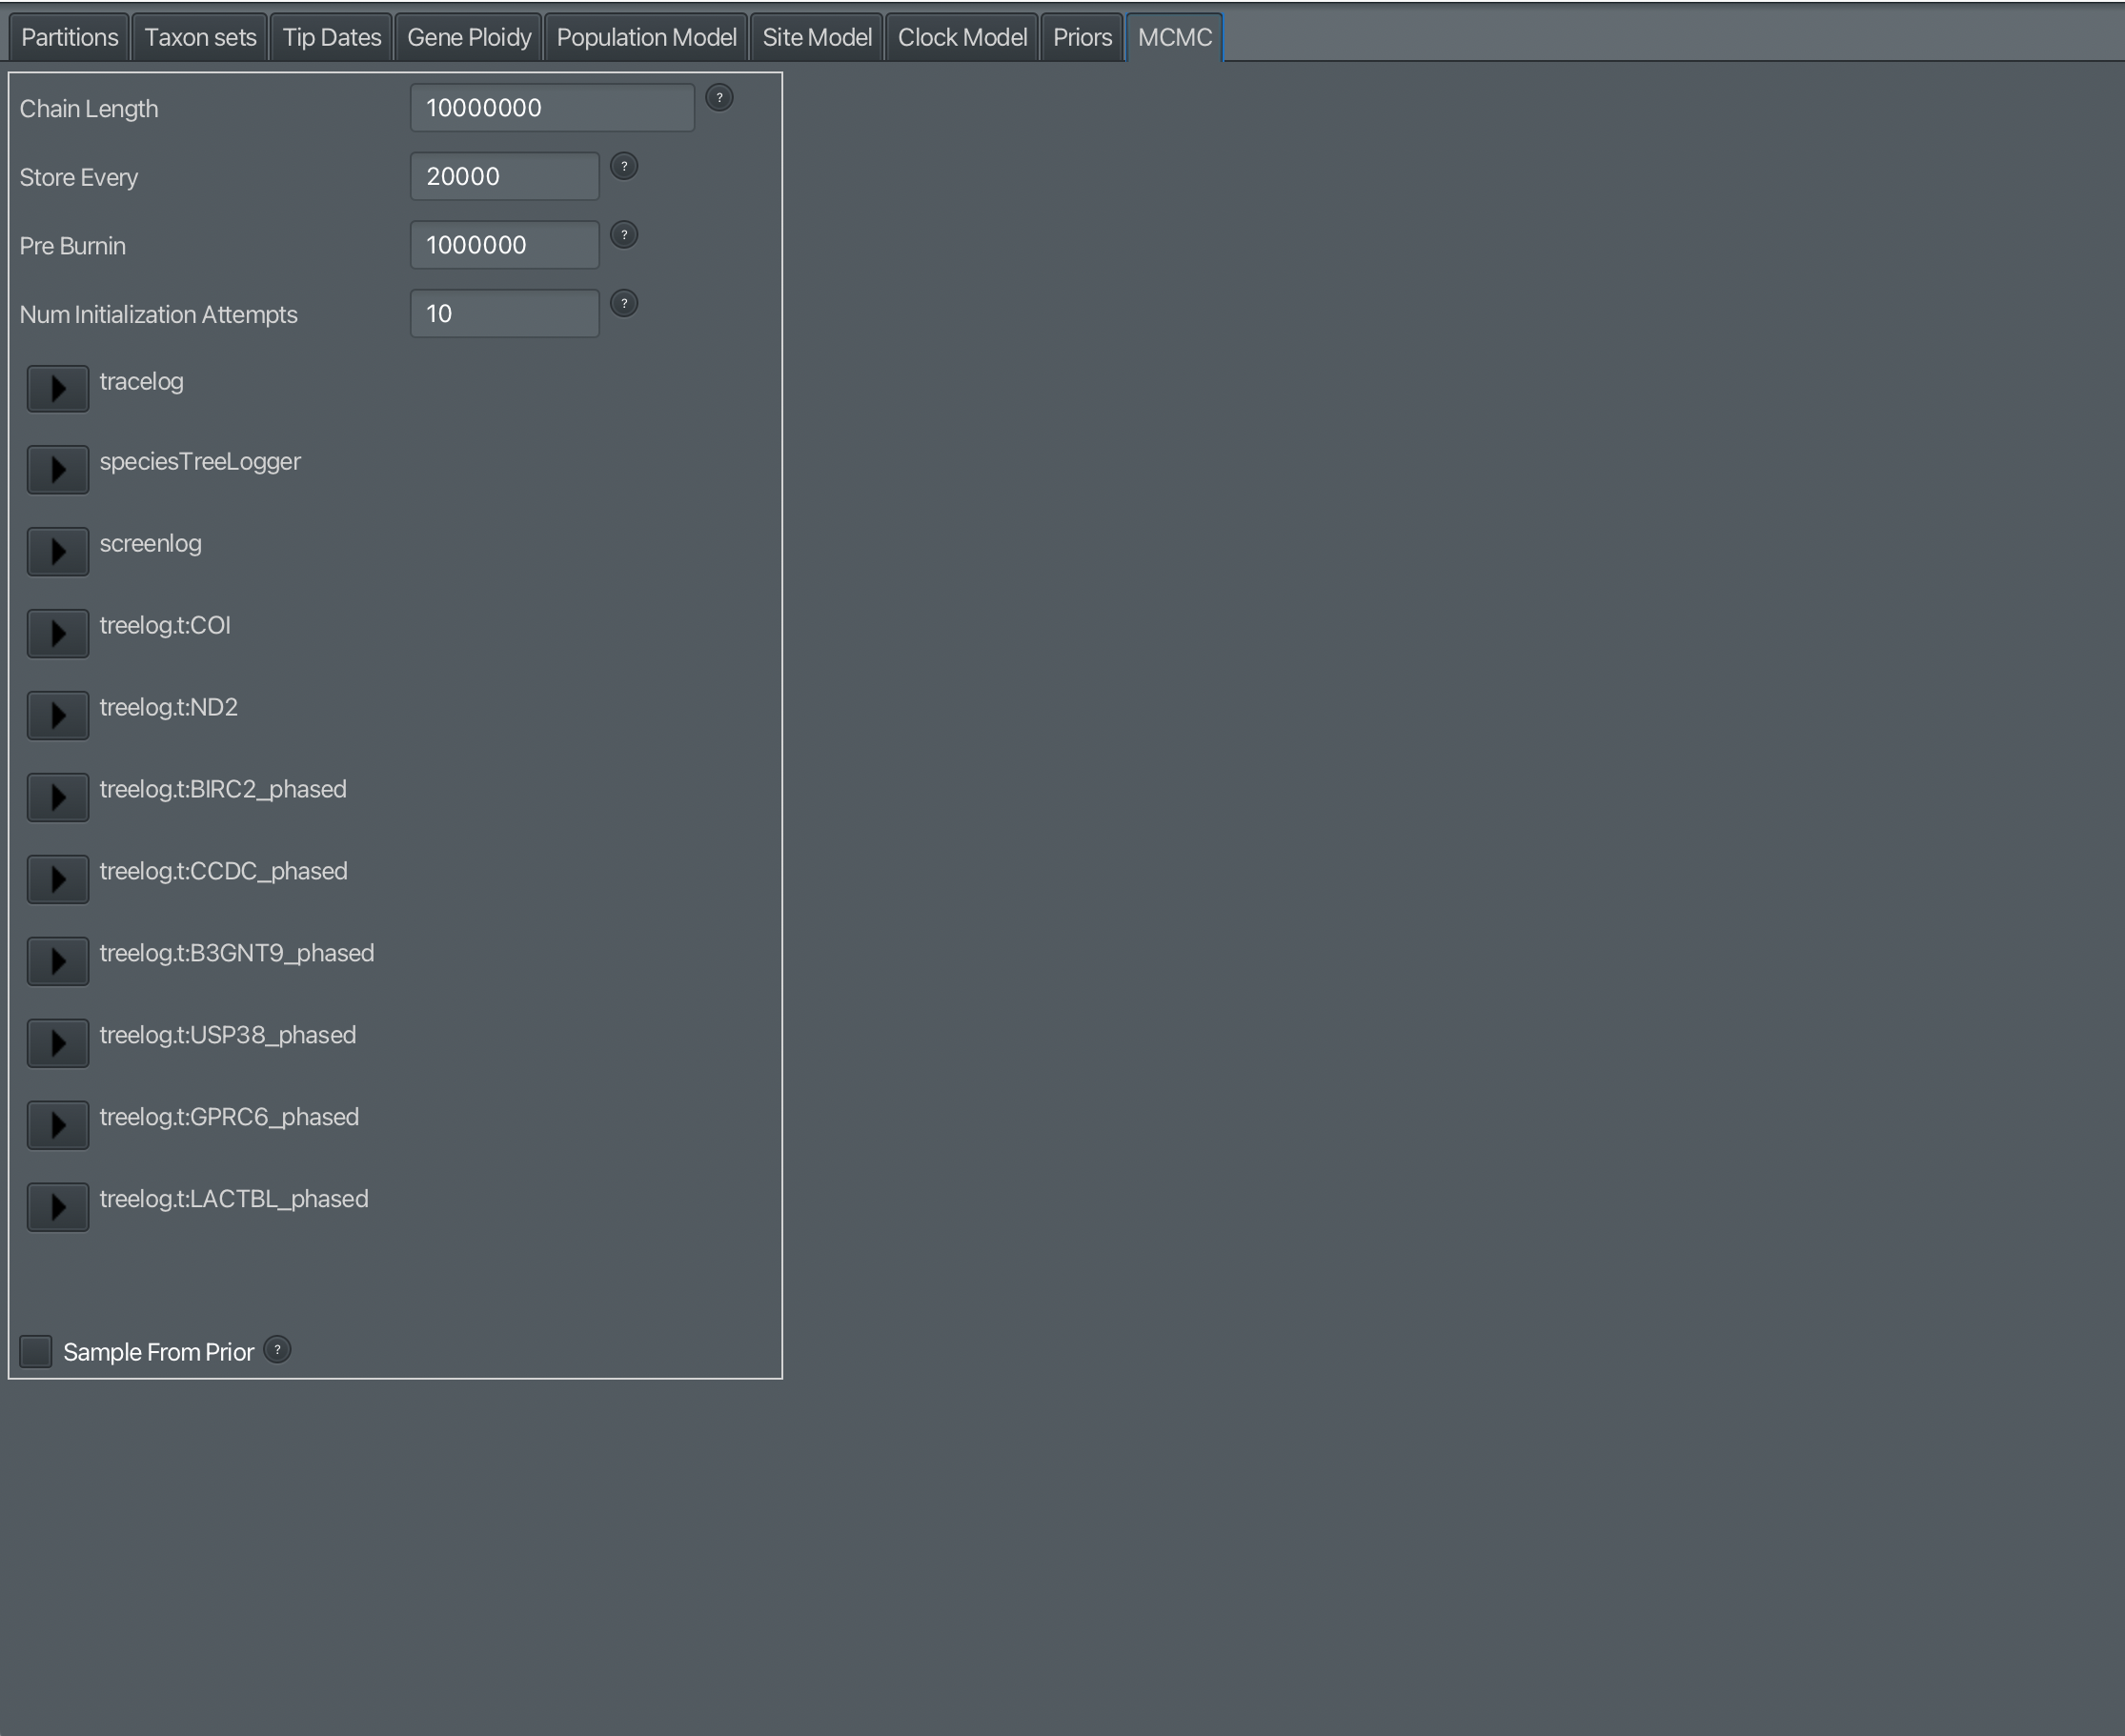 Partitions Taxon sets Tip Dates Gene Ploidy Population Model Site Model Clock Model Priors MCMC
Chain Length 10000000 ?
Store Every 20000 ?
Pre Burnin 1000000 ?
Num Initialization Attempts 10 ?
tracelog
speciesTreeLogger
screenlog
treelog.t:COI
treelog.t:ND2
treelog.t:BIRC2_phased
treelog.t:CCDC_phased
treelog.t:B3GNT9_phased
treelog.t:USP38_phased
treelog.t:GPRC6_phased
treelog.t:LACTBL_phased
Sample From Prior ?